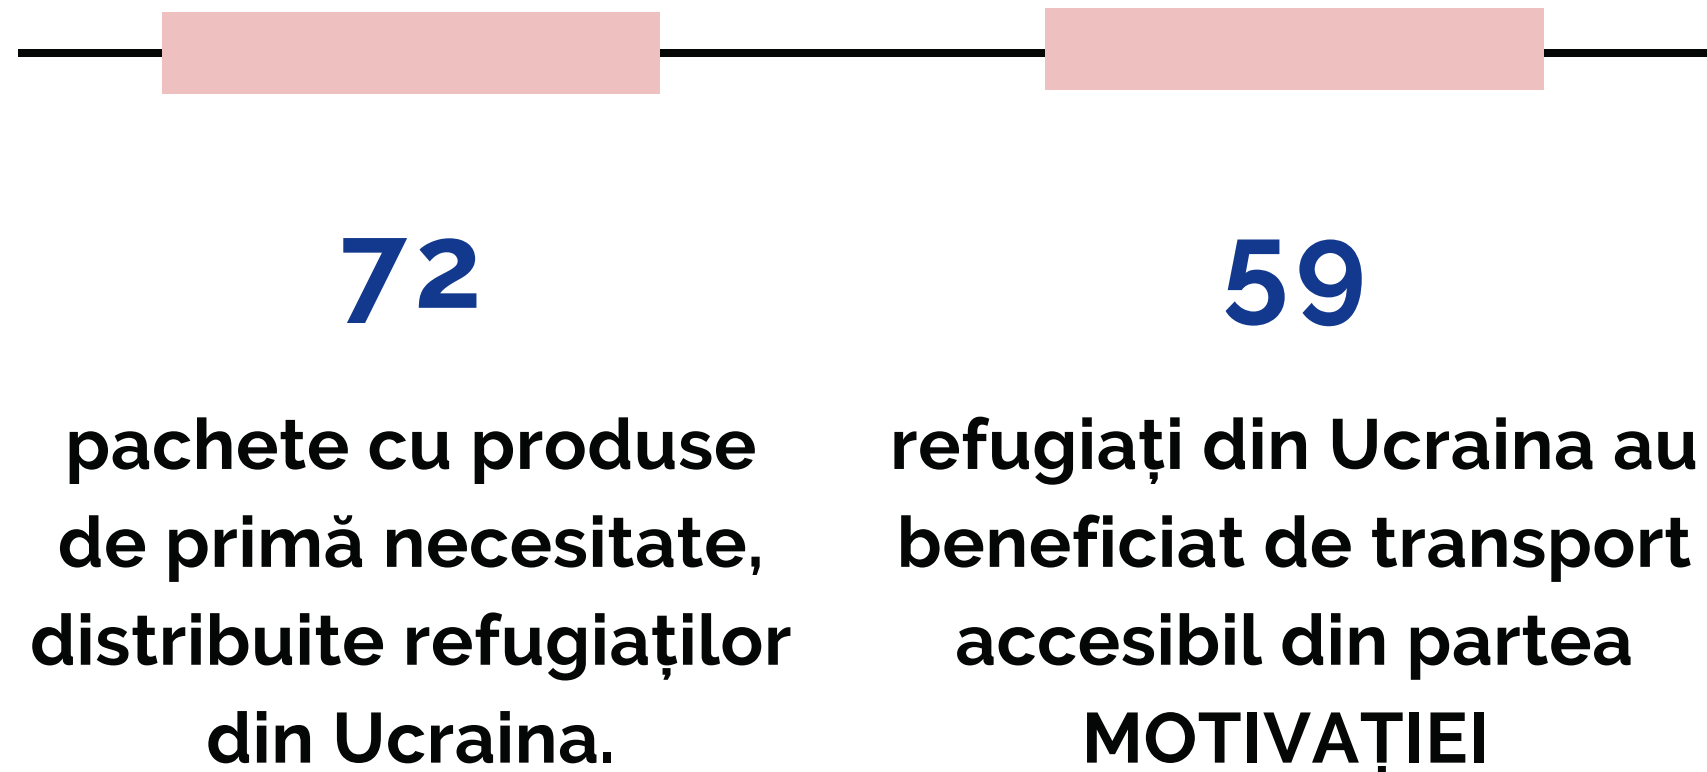 72
pachete cu produse
de primă necesitate,
distribuite refugiaților
din Ucraina.
59
refugiați din Ucraina au
beneficiat de transport
accesibil din partea
MOTIVAȚIEI